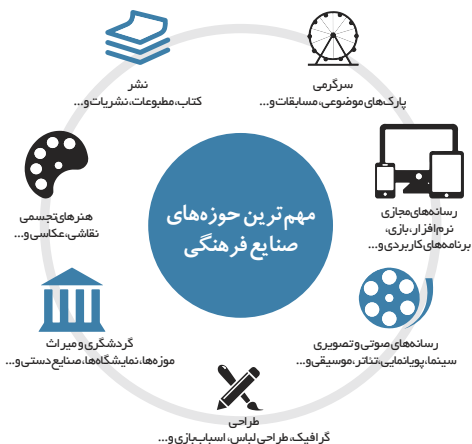 مهم‌ترین حوزه‌های
صنایع فرهنگی
سرگرمی
پارک‌های موضوعی، مسابقات و...
رسانه‌های مجازی
نرم‌افزار، بازی،
برنامه‌های کاربردی و...
رسانه‌های صوتی و تصویری
سینما، پویانمایی، تئاتر، موسیقی و...
طراحی
گرافیک، طراحی لباس، اسباب‌بازی و...
گردشگری و میراث
موزه‌ها، نمایشگاه‌ها، صنایع دستی و...
هنرهای تجسمی
نقاشی، عکاسی و...
نشر
کتاب، مطبوعات، نشریات و...